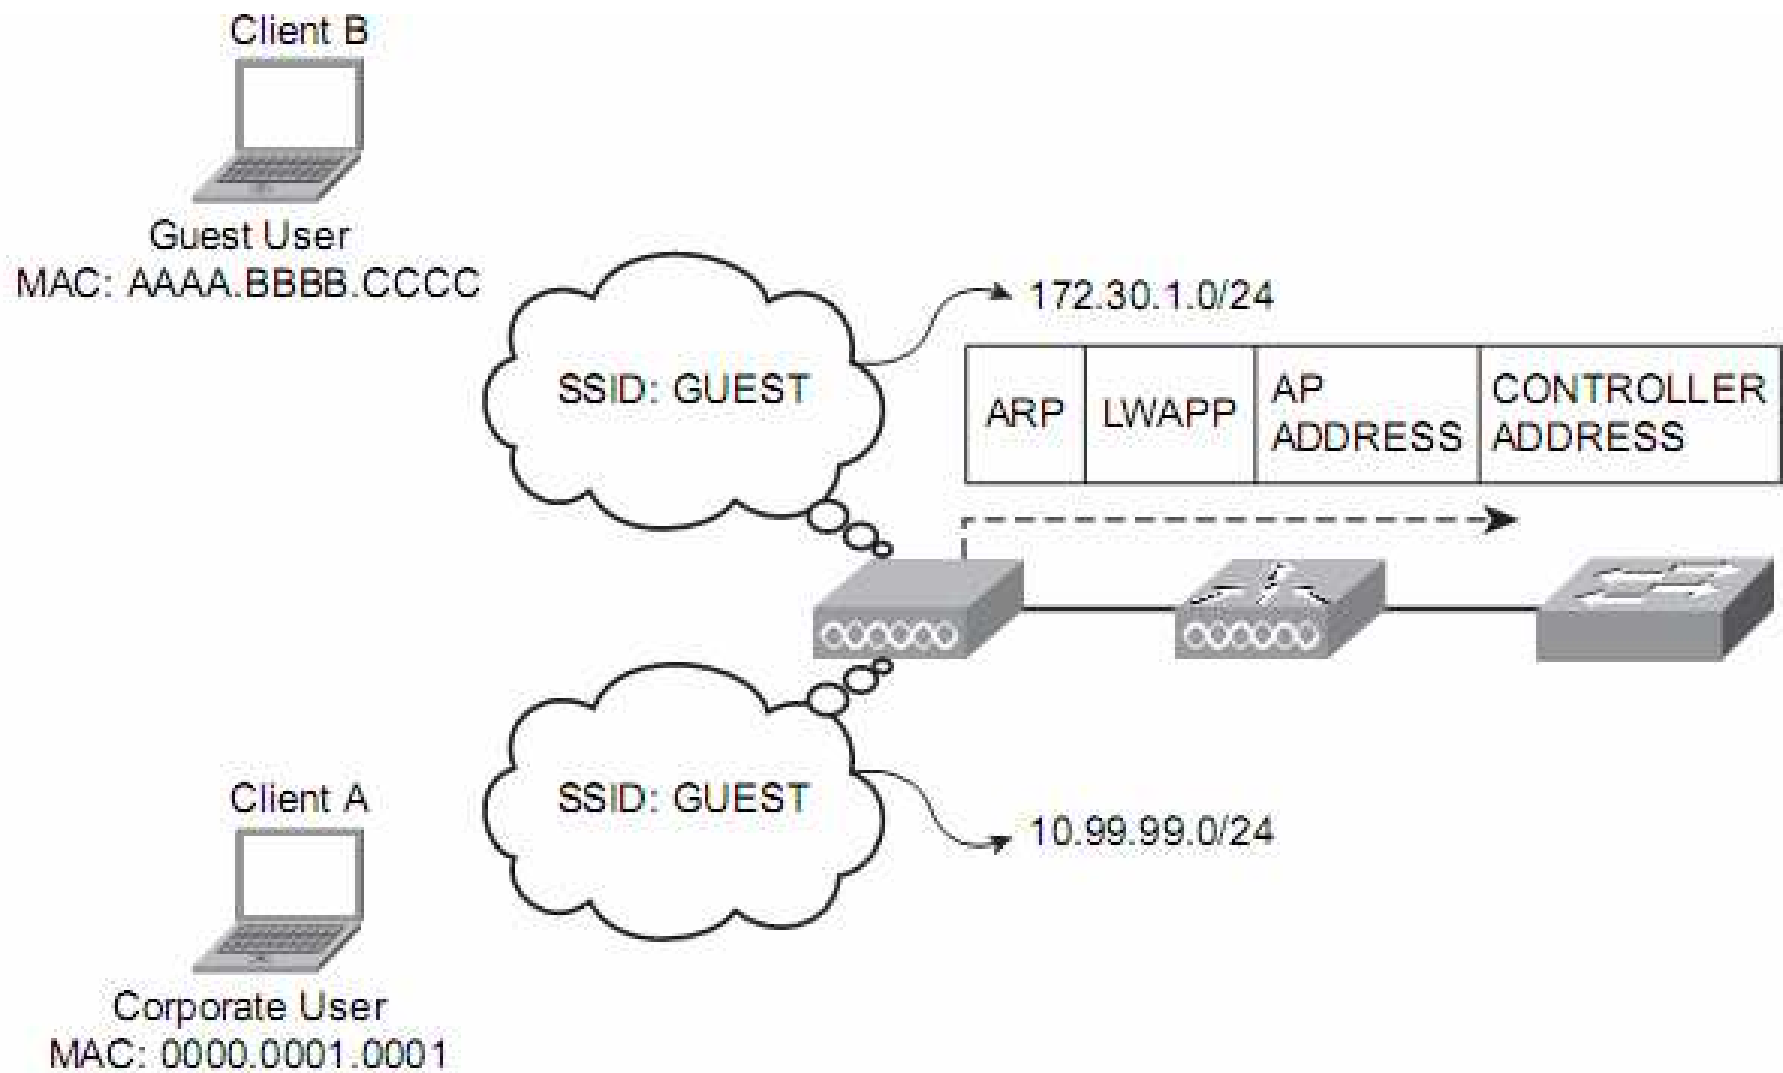 Client B
Guest User
MAC: AAAA.BBBB.CCCC
SSID: GUEST
172.30.1.0/24
ARP
LWAPP
AP
ADDRESS
CONTROLLER
ADDRESS
SSID: GUEST
10.99.99.0/24
Client A
Corporate User
MAC: 0000.0001.0001